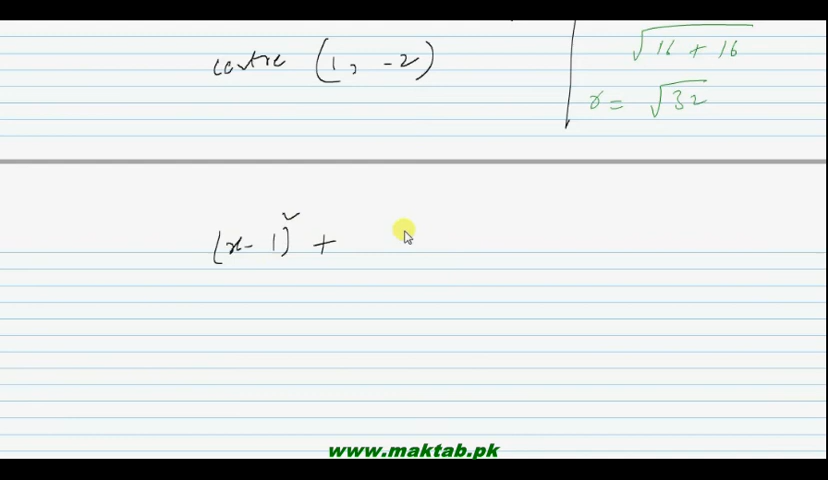 √16 + 16
centre (1, -2)
r = √32
(x - 1)² +
www.maktab.pk